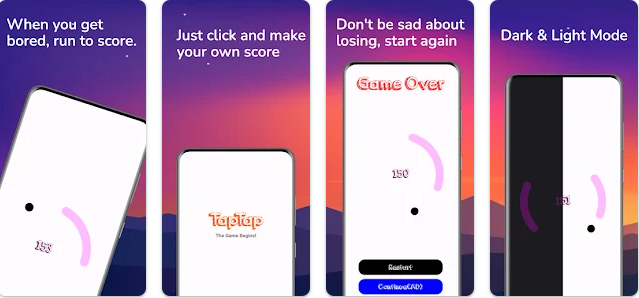 When you get
bored, run to score.
153
Just click and make
your own score
TapTap
The Game Begins!
Don't be sad about
losing, start again
Game Over
150
Restart
Continue(AD)
Dark & Light Mode
151